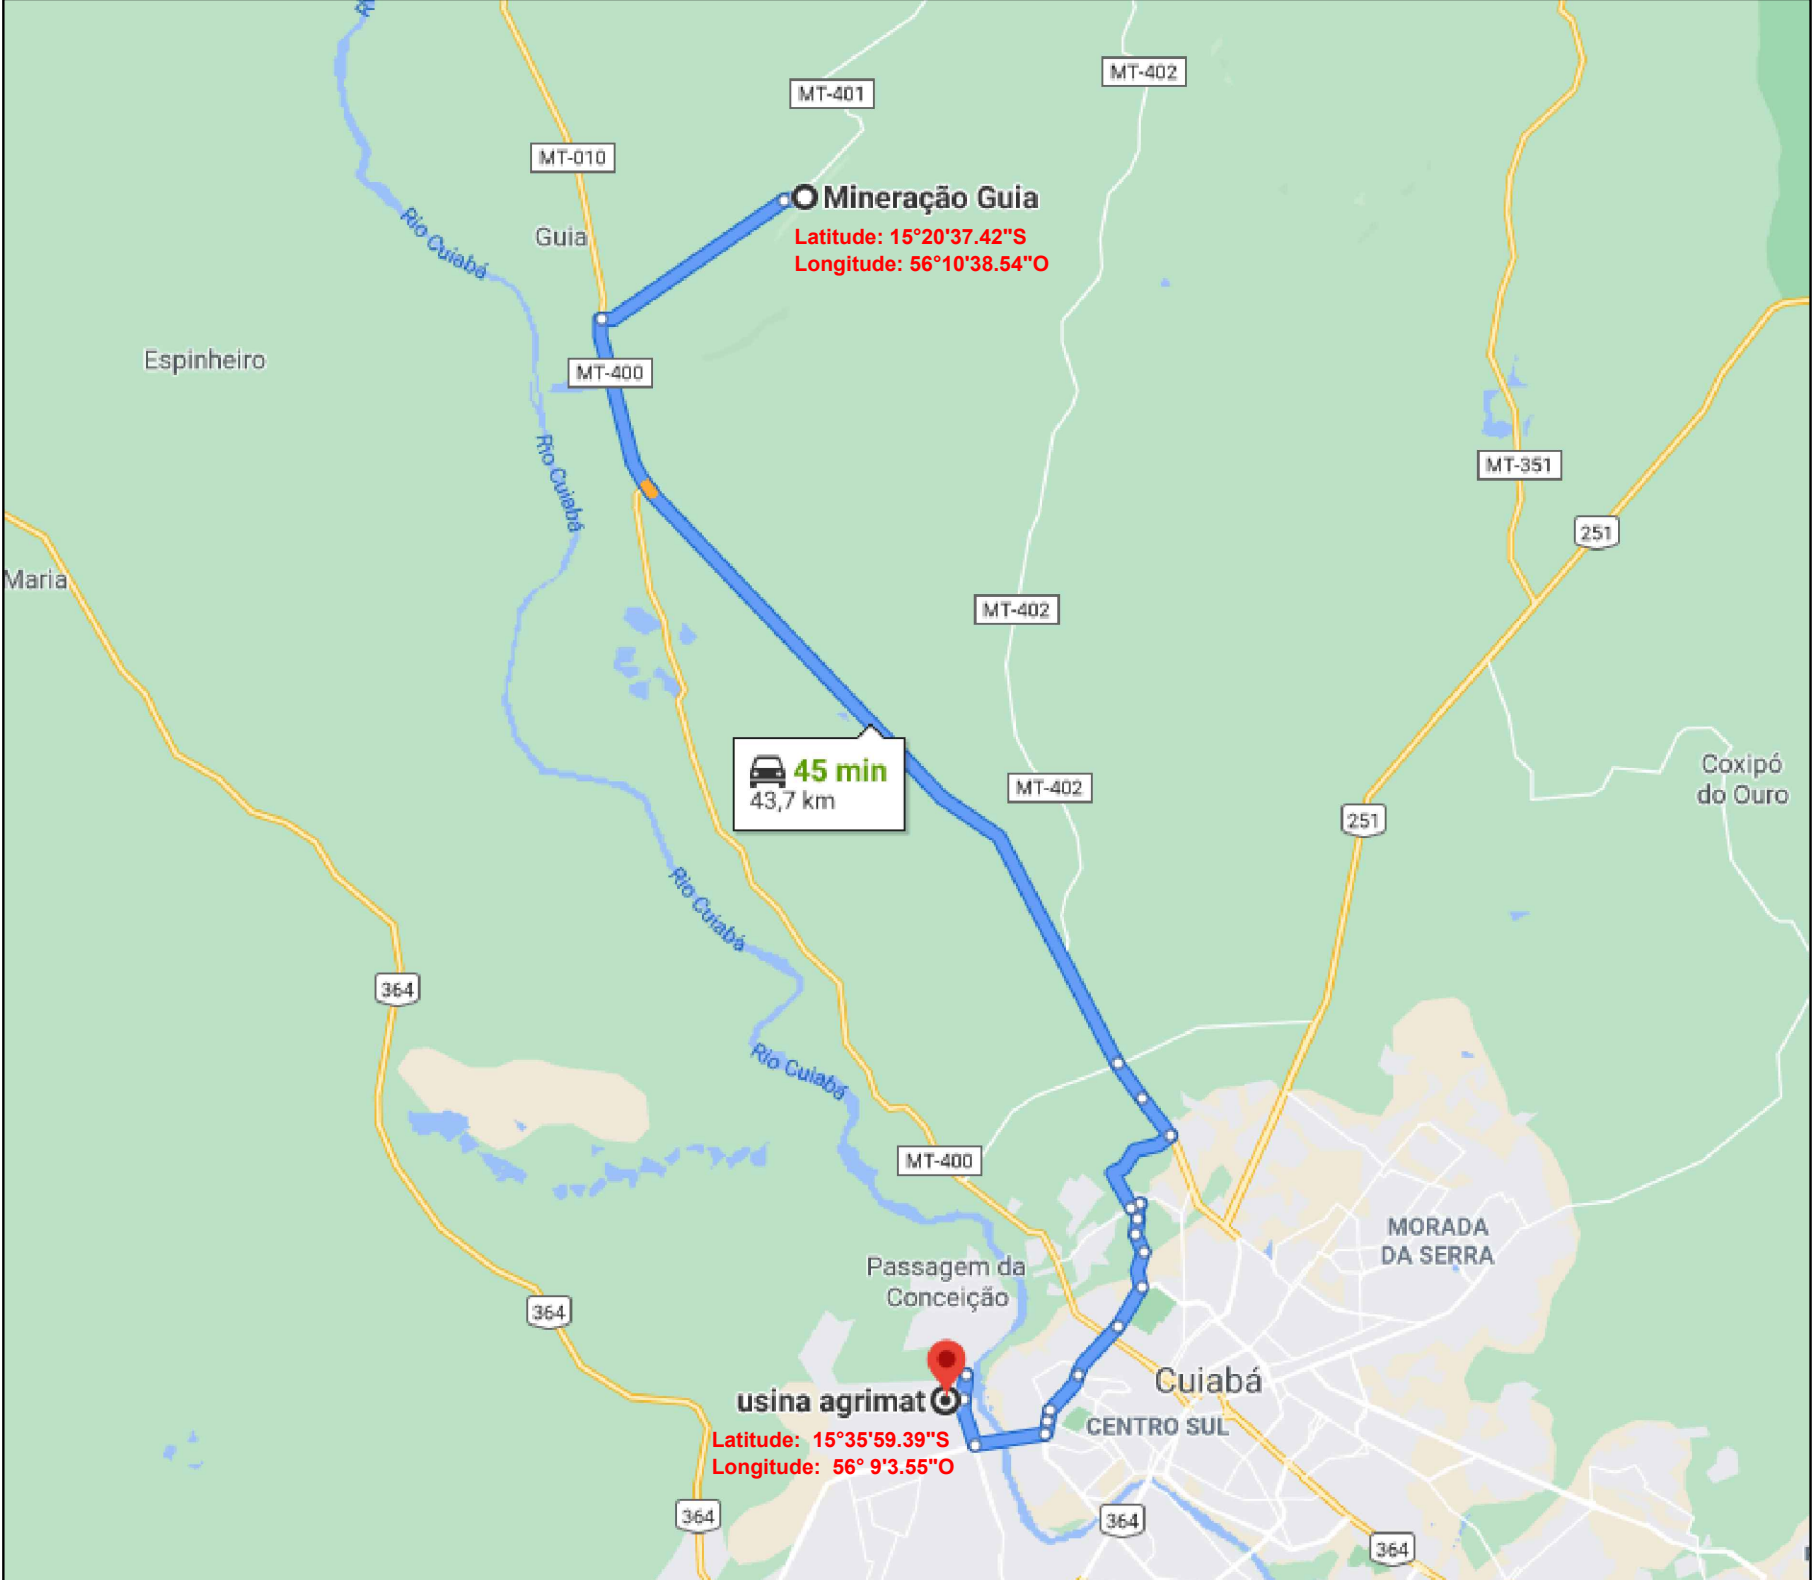 MT-402
MT-401
MT-010
Mineração Guia
Latitude: 15°20'37.42"S
Longitude: 56°10'38.54"O
Rio Cuiabá
Guia
Espinheiro
MT-400
Rio Cuiabá
MT-351
251
Maria
MT-402
45 min
43,7 km
MT-402
Coxipó
do Ouro
251
Rio Cuiabá
364
Rio Cuiabá
MT-400
MORADA
DA SERRA
Passagem da
Conceição
364
Cuiabá
usina agrimat
CENTRO SUL
Latitude: 15°35'59.39"S
Longitude: 56° 9'3.55"O
364
364
364